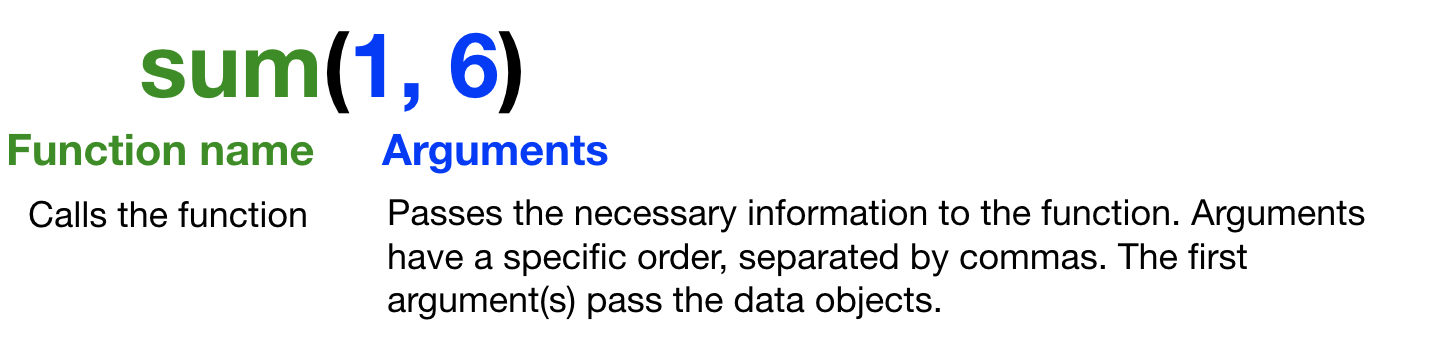 sum(1, 6)
Function name
Arguments
Calls the function
Passes the necessary information to the function. Arguments
have a specific order, separated by commas. The first
argument(s) pass the data objects.